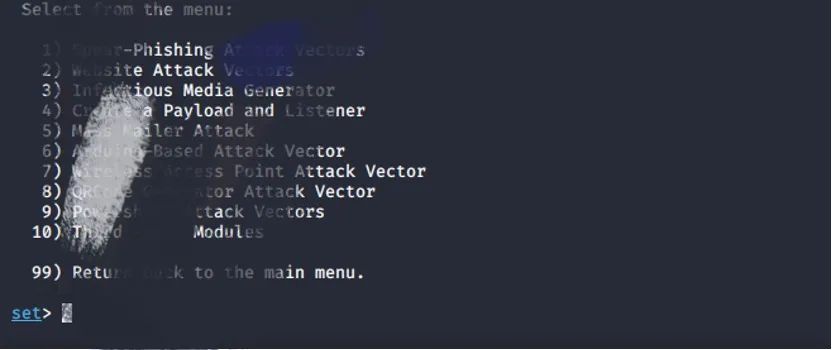 Select from the menu:
1) Spear-Phishing Attack Vectors
2) Website Attack Vectors
3) Infectious Media Generator
4) Create a Payload and Listener
5) Mass Mailer Attack
6) Arduino-Based Attack Vector
7) Wireless Access Point Attack Vector
8) QRCode Generator Attack Vector
9) Powershell Attack Vectors
10) Third Modules
99) Return back to the main menu.
set>